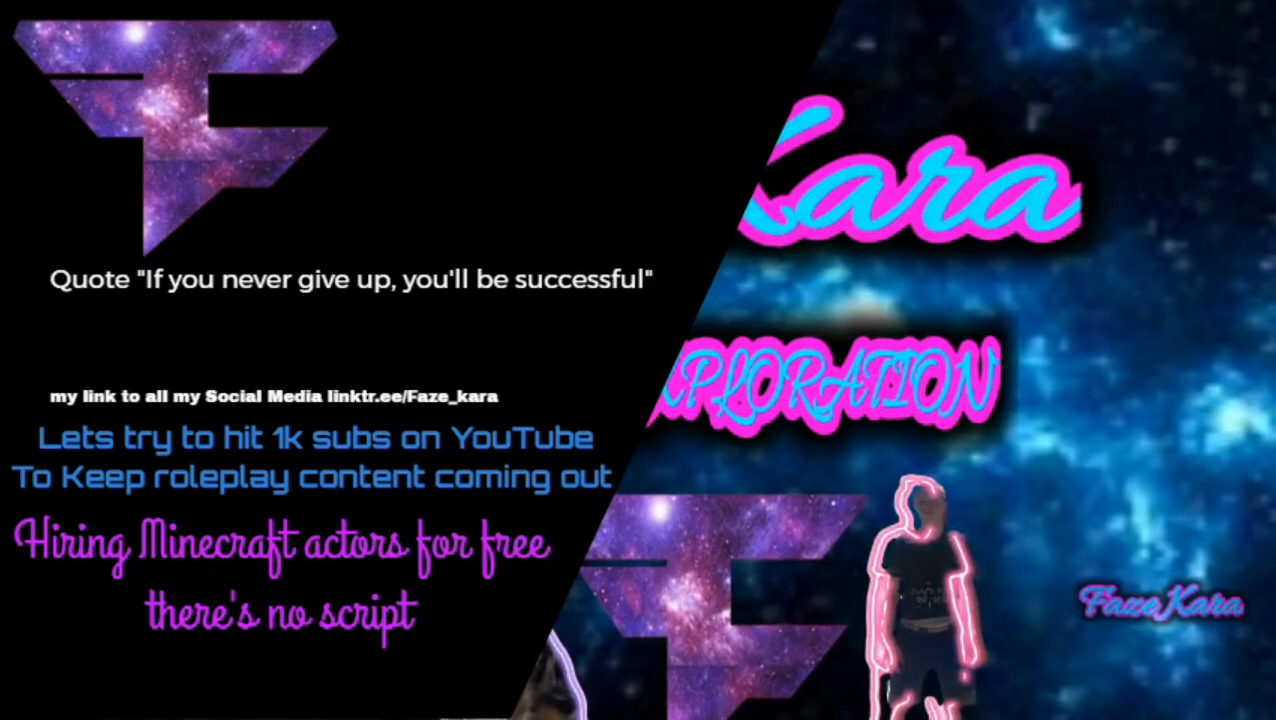 Quote "If you never give up, you'll be successful"
my link to all my Social Media linktr.ee/Faze_kara
Lets try to hit 1k subs on YouTube
To Keep roleplay content coming out
Hiring Minecraft actors for free
there's no script
Kara
XPLORATION
FazeKara